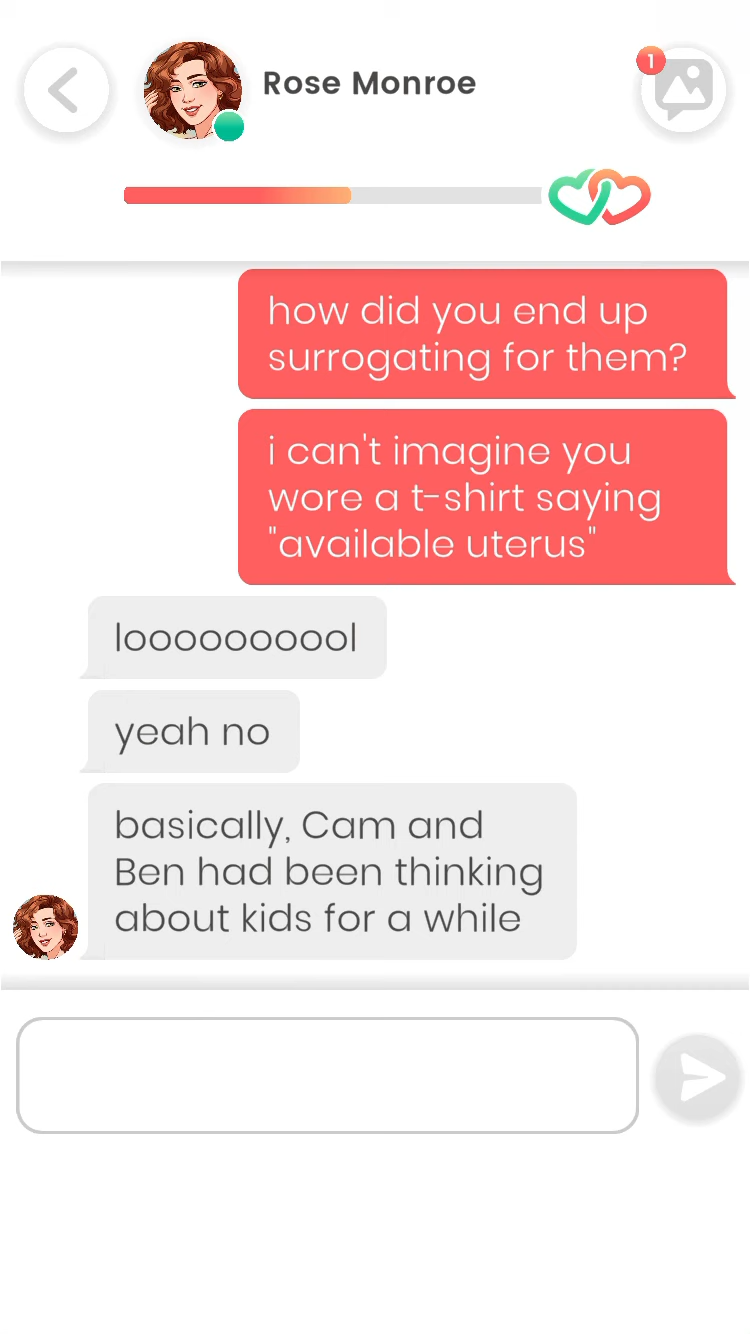 Rose Monroe
1
how did you end up
surrogating for them?
i can't imagine you
wore a t-shirt saying
"available uterus"
looooooooool
yeah no
basically, Cam and
Ben had been thinking
about kids for a while